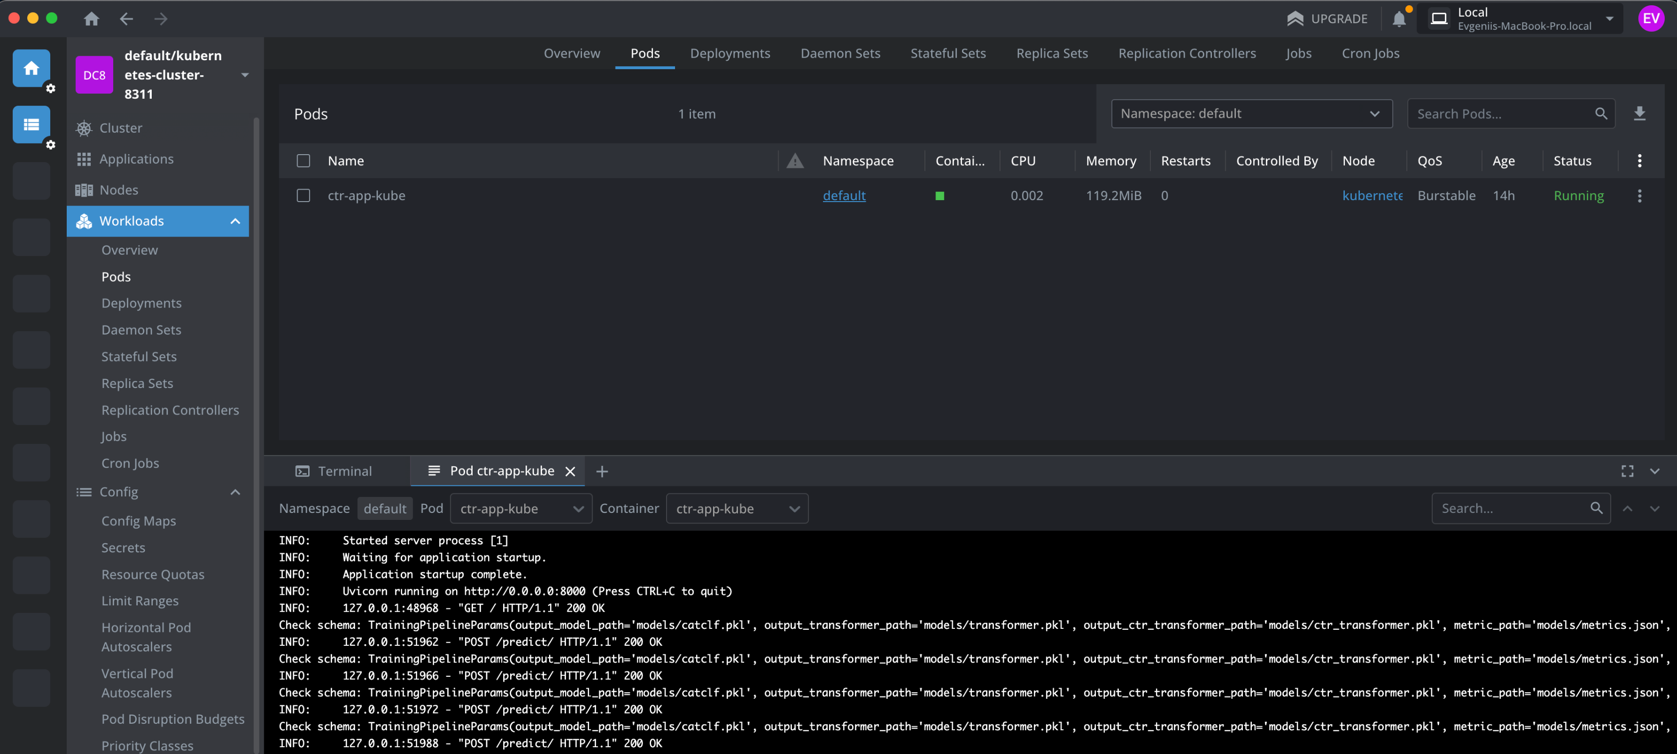 UPGRADE
Local
Evgeniis-MacBook-Pro.local
EV
DC8
default/kubern
etes-cluster-
8311
Cluster
Applications
Nodes
Workloads
Overview
Pods
Deployments
Daemon Sets
Stateful Sets
Replica Sets
Replication Controllers
Jobs
Cron Jobs
Config
Config Maps
Secrets
Resource Quotas
Limit Ranges
Horizontal Pod
Autoscalers
Vertical Pod
Autoscalers
Pod Disruption Budgets
Priority Classes
Overview Pods Deployments Daemon Sets Stateful Sets Replica Sets Replication Controllers Jobs Cron Jobs
Pods 1 item Namespace: default Search Pods...
Name Namespace Contai... CPU Memory Restarts Controlled By Node QoS Age Status
ctr-app-kube default 0.002 119.2MiB 0 kubernete Burstable 14h Running
Terminal Pod ctr-app-kube
Namespace default Pod ctr-app-kube Container ctr-app-kube Search...
INFO: Started server process [1]
INFO: Waiting for application startup.
INFO: Application startup complete.
INFO: Uvicorn running on http://0.0.0.0:8000 (Press CTRL+C to quit)
INFO: 127.0.0.1:48968 - "GET / HTTP/1.1" 200 OK
Check schema: TrainingPipelineParams(output_model_path='models/catclf.pkl', output_transformer_path='models/transformer.pkl', output_ctr_transformer_path='models/ctr_transformer.pkl', metric_path='models/metrics.json',
INFO: 127.0.0.1:51962 - "POST /predict/ HTTP/1.1" 200 OK
Check schema: TrainingPipelineParams(output_model_path='models/catclf.pkl', output_transformer_path='models/transformer.pkl', output_ctr_transformer_path='models/ctr_transformer.pkl', metric_path='models/metrics.json',
INFO: 127.0.0.1:51966 - "POST /predict/ HTTP/1.1" 200 OK
Check schema: TrainingPipelineParams(output_model_path='models/catclf.pkl', output_transformer_path='models/transformer.pkl', output_ctr_transformer_path='models/ctr_transformer.pkl', metric_path='models/metrics.json',
INFO: 127.0.0.1:51972 - "POST /predict/ HTTP/1.1" 200 OK
Check schema: TrainingPipelineParams(output_model_path='models/catclf.pkl', output_transformer_path='models/transformer.pkl', output_ctr_transformer_path='models/ctr_transformer.pkl', metric_path='models/metrics.json',
INFO: 127.0.0.1:51988 - "POST /predict/ HTTP/1.1" 200 OK